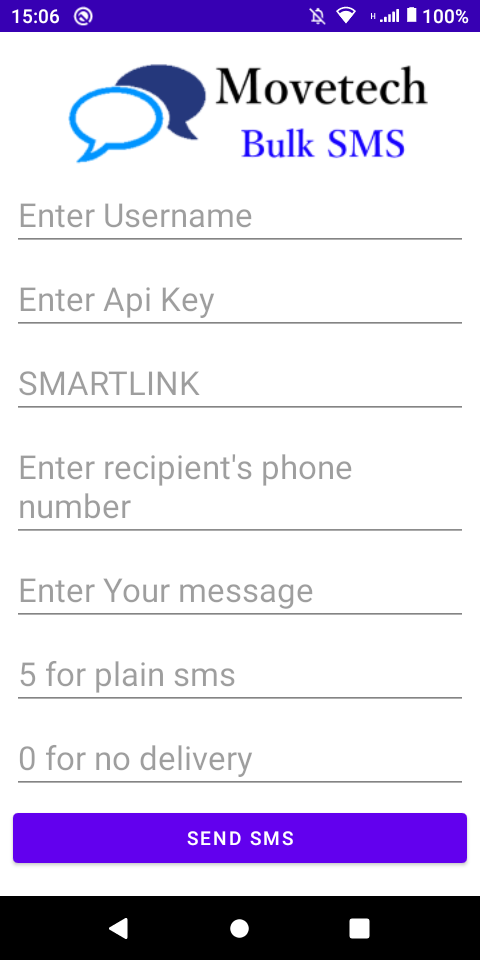 15:06
H
100%
Movetech
Bulk SMS
Enter Username
Enter Api Key
SMARTLINK
Enter recipient's phone
number
Enter Your message
5 for plain sms
0 for no delivery
SEND SMS